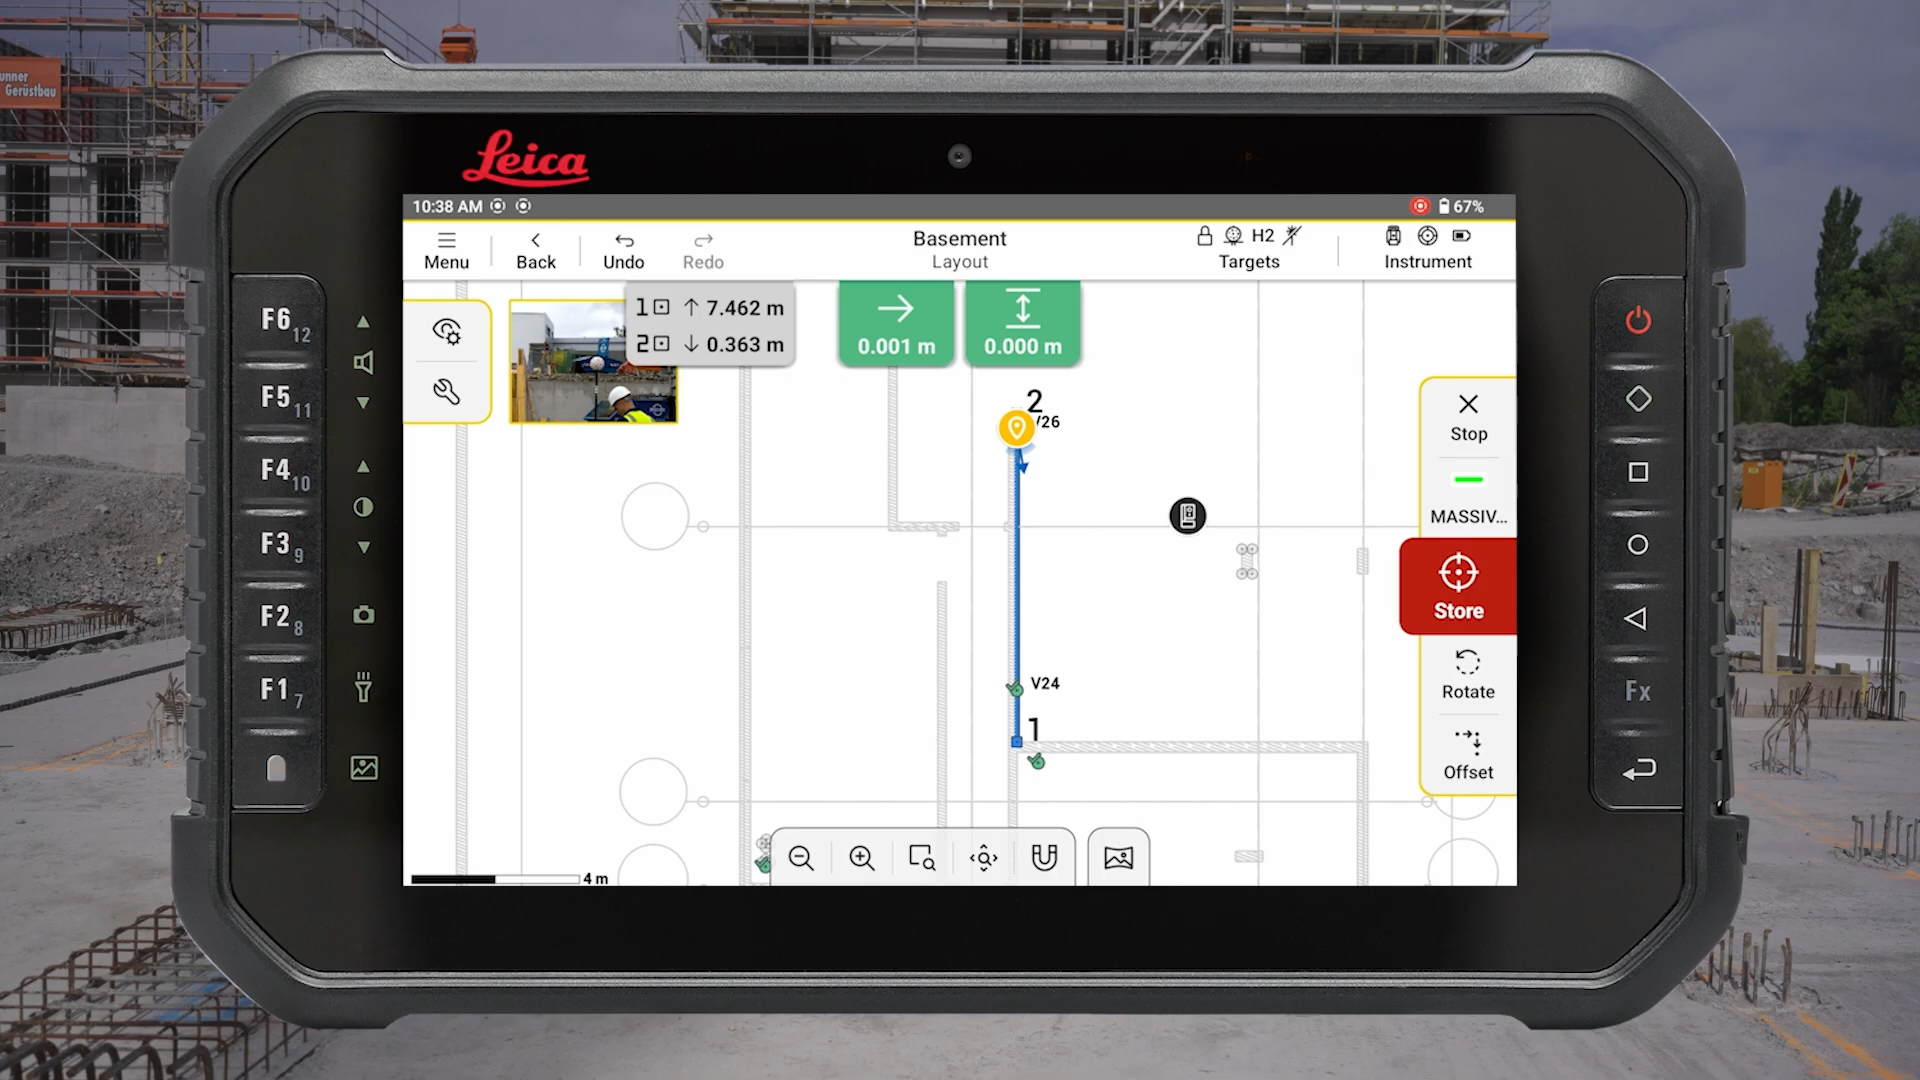 unner
Gerüstbau
Leica
10:38 AM
67%
Menu
Back
Undo
Redo
Basement
Layout
H2
Targets
Instrument
1 ↑ 7.462 m
2 ↓ 0.363 m
0.001 m
0.000 m
2
V26
V24
1
4 m
Stop
MASSIV...
Store
Rotate
Offset
F6 12
F5 11
F4 10
F3 9
F2 8
F1 7
Fx